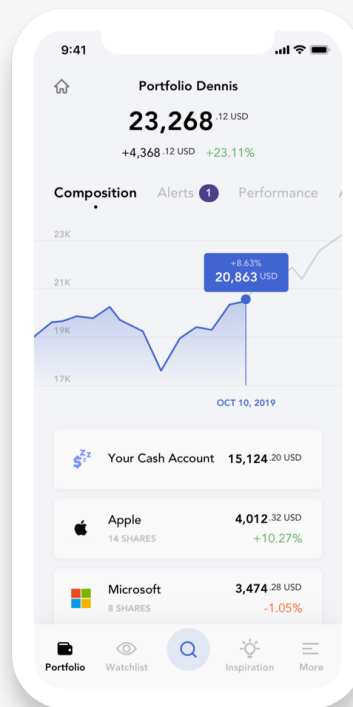 9:41
Portfolio Dennis
23,268.12 USD
+4,368.12 USD +23.11%
Composition Alerts 1 Performance
23K
+8.63%
20,863 USD
21K
19K
17K
OCT 10, 2019
$zzz Your Cash Account 15,124.20 USD
Apple 4,012.32 USD
14 SHARES +10.27%
Microsoft 3,474.28 USD
8 SHARES -1.05%
Portfolio Watchlist Inspiration More